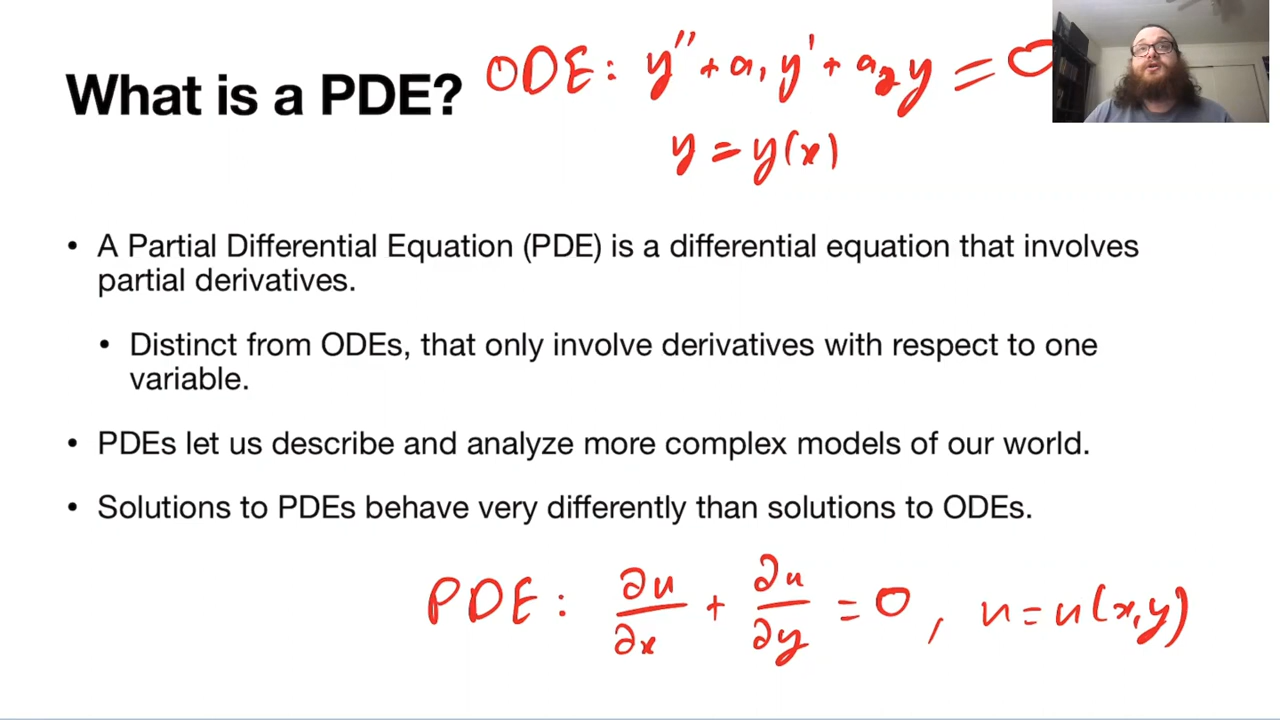 What is a PDE?
ODE: y'' + a₁y' + a₂y = 0
y = y(x)
• A Partial Differential Equation (PDE) is a differential equation that involves
partial derivatives.
• Distinct from ODEs, that only involve derivatives with respect to one
variable.
• PDEs let us describe and analyze more complex models of our world.
• Solutions to PDEs behave very differently than solutions to ODEs.
PDE: ∂u/∂x + ∂u/∂y = 0, u = u(x,y)